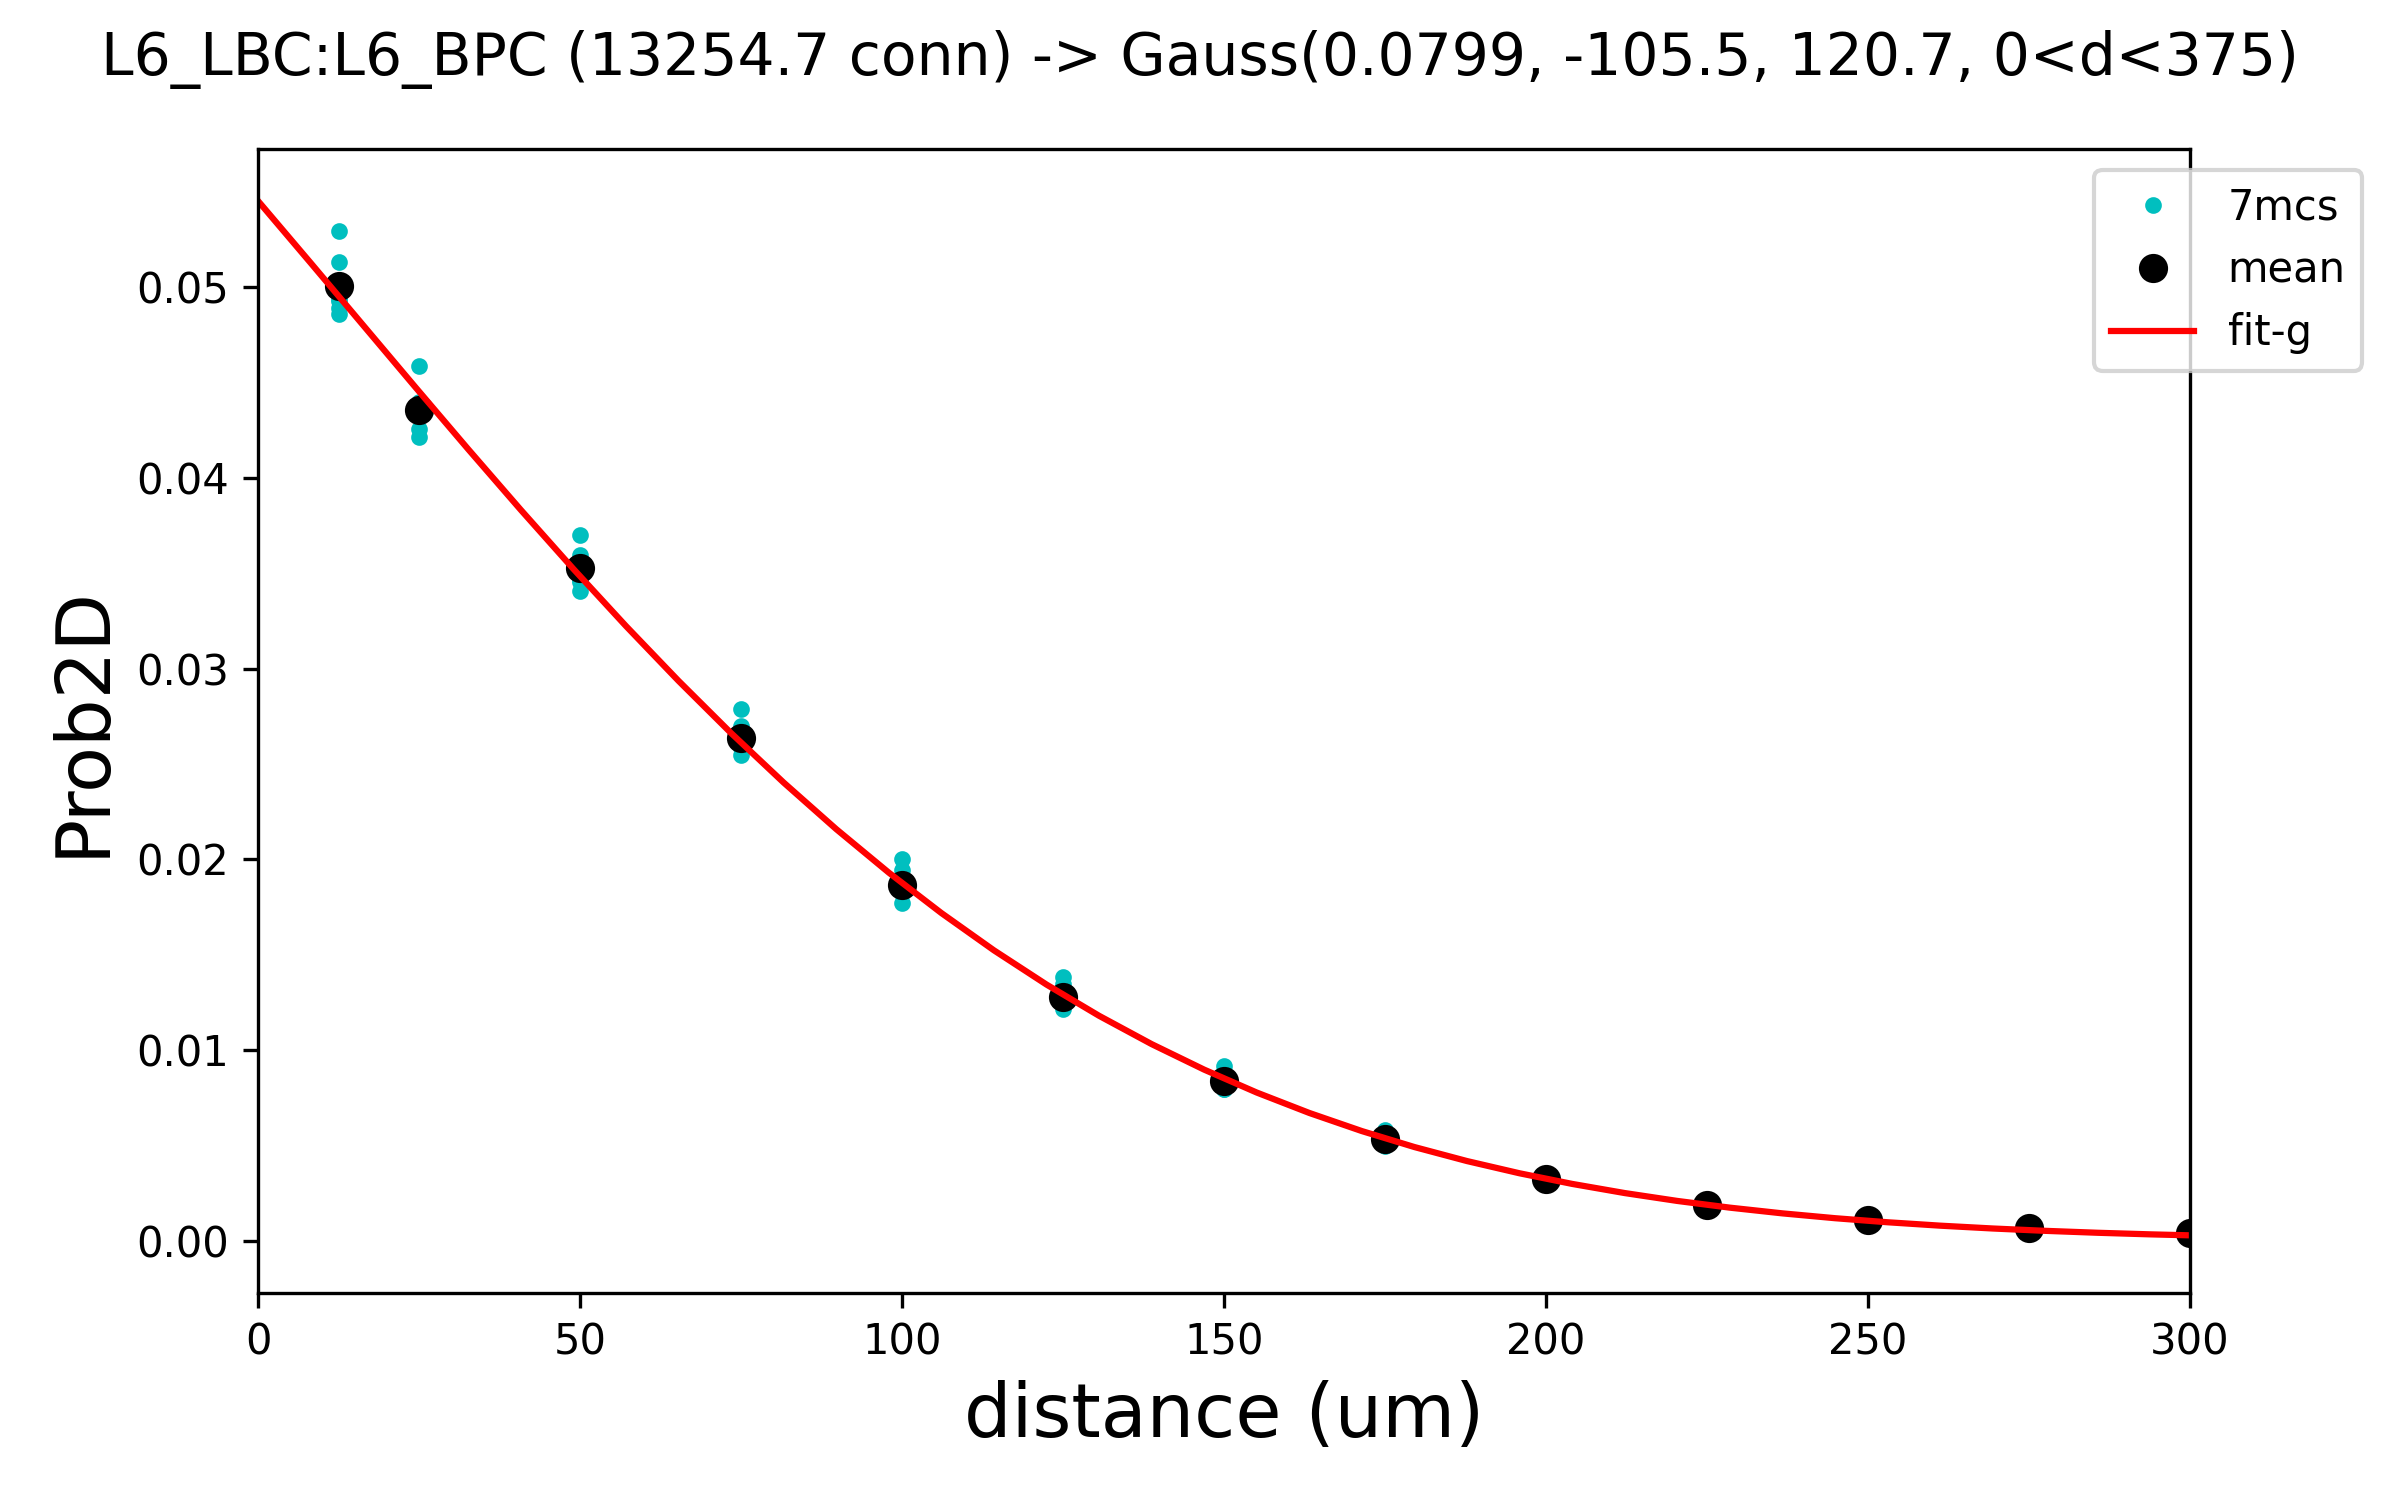 L6_LBC:L6_BPC (13254.7 conn) -> Gauss(0.0799, -105.5, 120.7, 0<d<375)
7mcs
mean
fit-g
0.05
0.04
0.03
0.02
0.01
0.00
Prob2D
0 50 100 150 200 250 300
distance (um)